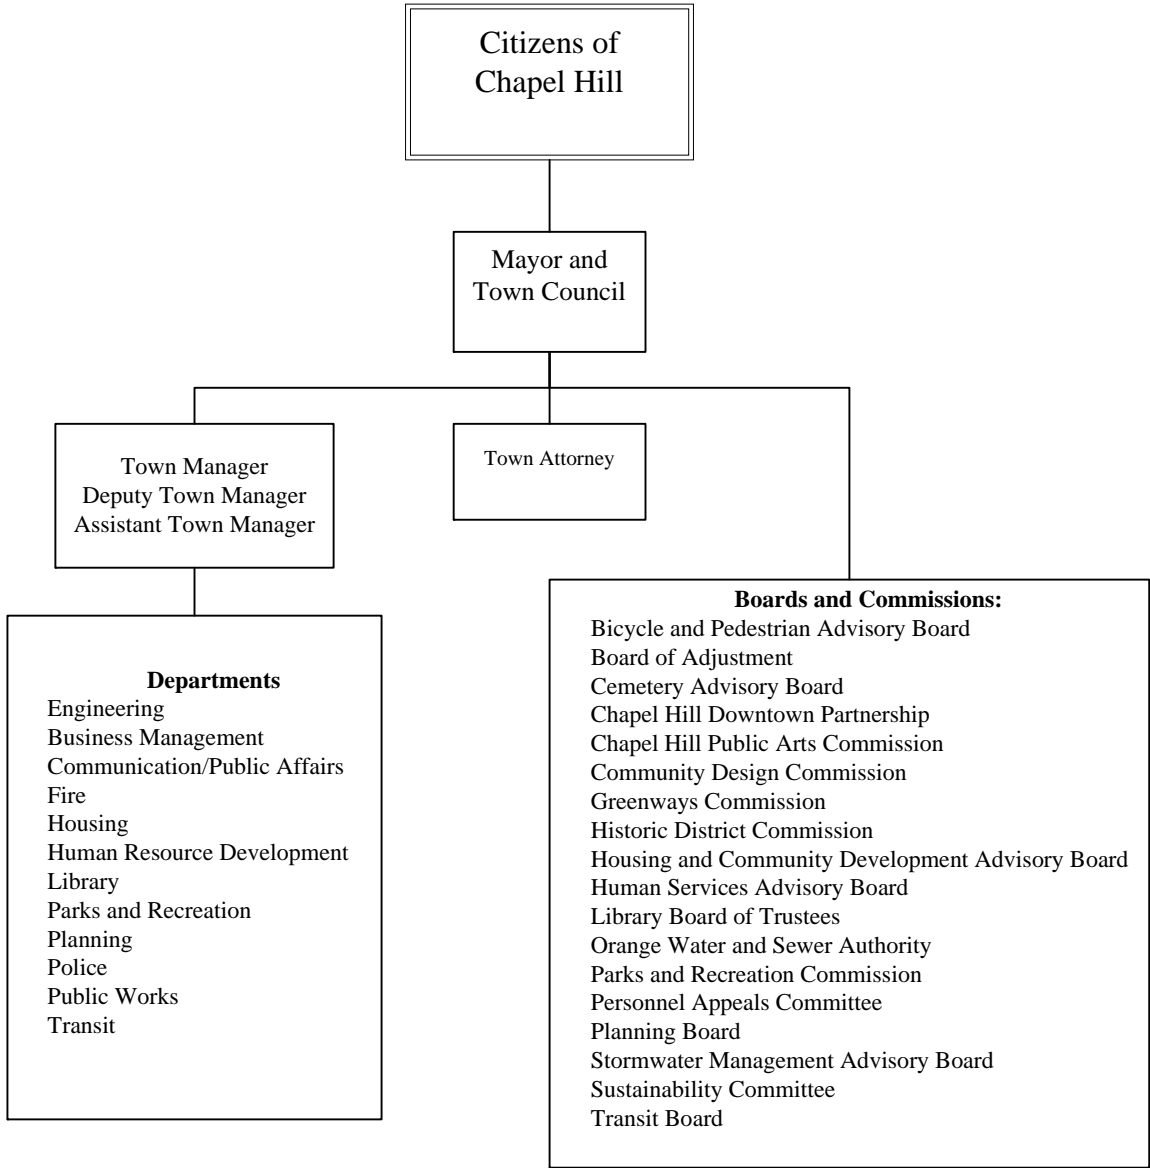 Citizens of
Chapel Hill
Mayor and
Town Council
Town Manager
Deputy Town Manager
Assistant Town Manager
Town Attorney
Departments
Engineering
Business Management
Communication/Public Affairs
Fire
Housing
Human Resource Development
Library
Parks and Recreation
Planning
Police
Public Works
Transit
Boards and Commissions:
Bicycle and Pedestrian Advisory Board
Board of Adjustment
Cemetery Advisory Board
Chapel Hill Downtown Partnership
Chapel Hill Public Arts Commission
Community Design Commission
Greenways Commission
Historic District Commission
Housing and Community Development Advisory Board
Human Services Advisory Board
Library Board of Trustees
Orange Water and Sewer Authority
Parks and Recreation Commission
Personnel Appeals Committee
Planning Board
Stormwater Management Advisory Board
Sustainability Committee
Transit Board